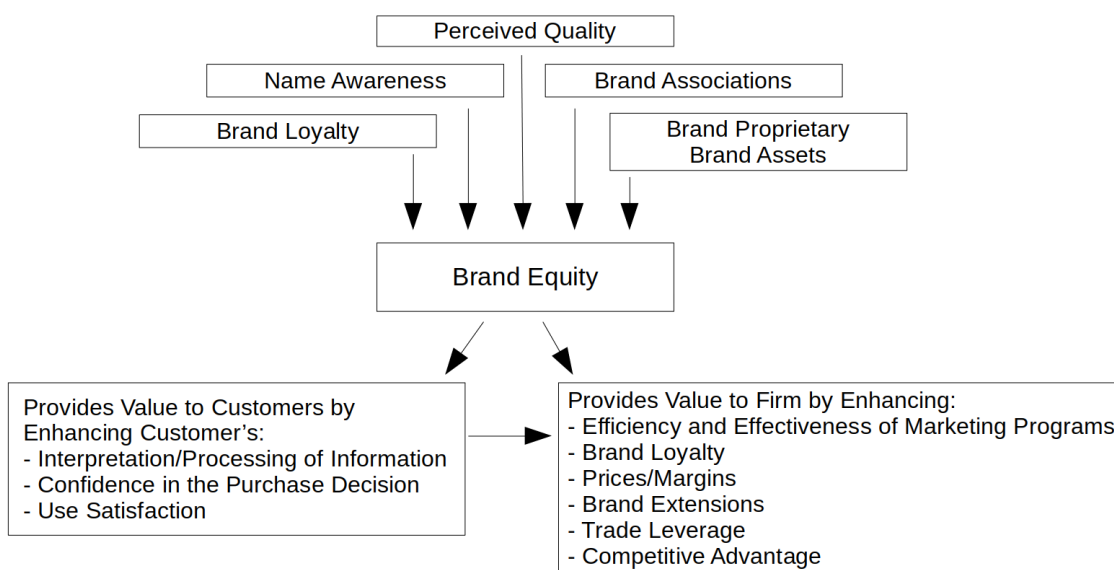 Perceived Quality
Name Awareness
Brand Associations
Brand Loyalty
Brand Proprietary
Brand Assets
Brand Equity
Provides Value to Customers by
Enhancing Customer’s:
- Interpretation/Processing of Information
- Confidence in the Purchase Decision
- Use Satisfaction
Provides Value to Firm by Enhancing:
- Efficiency and Effectiveness of Marketing Programs
- Brand Loyalty
- Prices/Margins
- Brand Extensions
- Trade Leverage
- Competitive Advantage